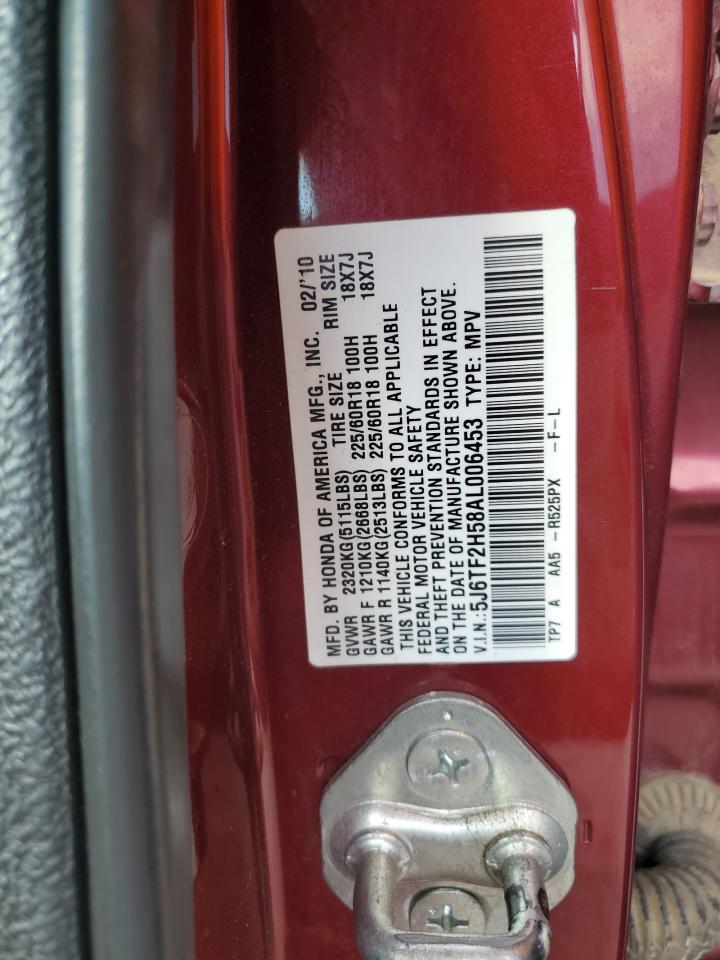 MFD. BY HONDA OF AMERICA MFG., INC. 02/'10
GVWR 2320KG(5115LBS) TIRE SIZE RIM SIZE
GAWR F 1210KG(2668LBS) 225/60R18 100H 18X7J
GAWR R 1140KG(2513LBS) 225/60R18 100H 18X7J
THIS VEHICLE CONFORMS TO ALL APPLICABLE
FEDERAL MOTOR VEHICLE SAFETY
AND THEFT PREVENTION STANDARDS IN EFFECT
ON THE DATE OF MANUFACTURE SHOWN ABOVE.
V.I.N.:5J6TF2H58AL006453 TYPE: MPV
TP7 A AA5 -R525PX -F-L